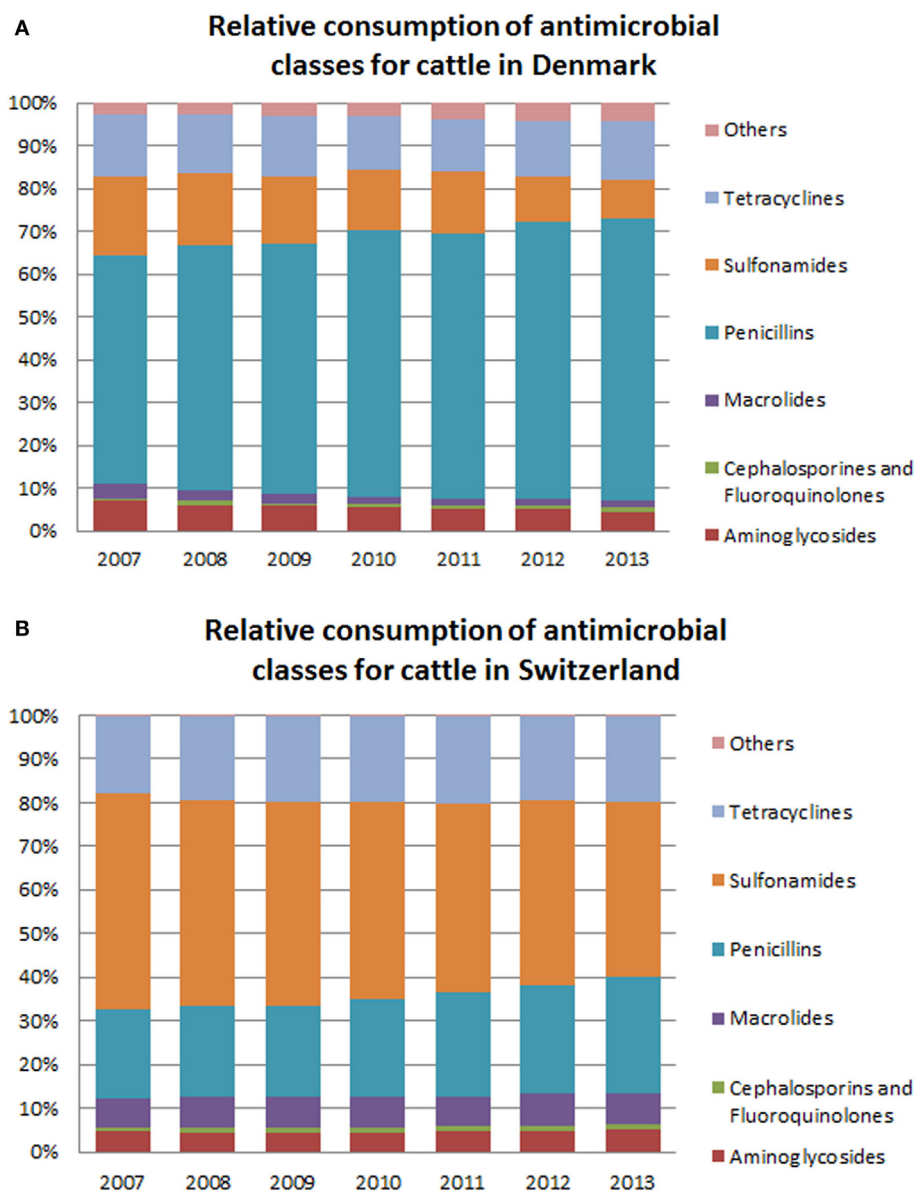 A
Relative consumption of antimicrobial
classes for cattle in Denmark
100%
90%
80%
70%
60%
50%
40%
30%
20%
10%
0%
2007 2008 2009 2010 2011 2012 2013
Others
Tetracyclines
Sulfonamides
Penicillins
Macrolides
Cephalosporines and
Fluoroquinolones
Aminoglycosides
B
Relative consumption of antimicrobial
classes for cattle in Switzerland
100%
90%
80%
70%
60%
50%
40%
30%
20%
10%
0%
2007 2008 2009 2010 2011 2012 2013
Others
Tetracyclines
Sulfonamides
Penicillins
Macrolides
Cephalosporins and
Fluoroquinolones
Aminoglycosides